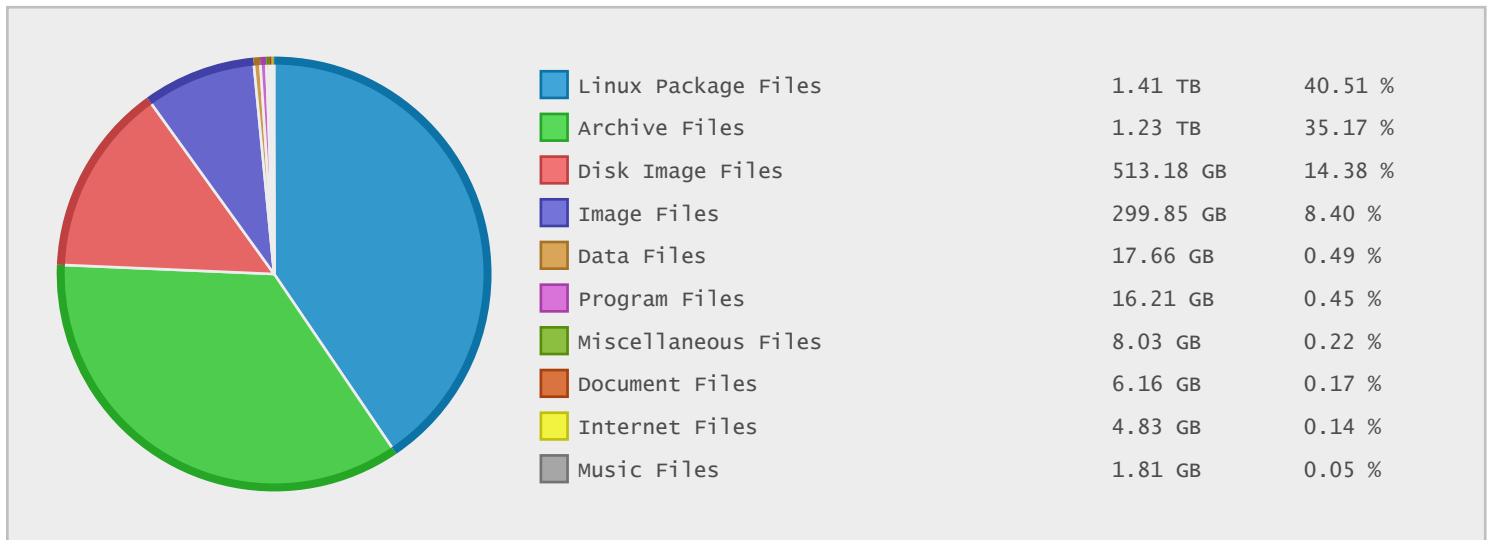 Linux Package Files 1.41 TB 40.51 %
Archive Files 1.23 TB 35.17 %
Disk Image Files 513.18 GB 14.38 %
Image Files 299.85 GB 8.40 %
Data Files 17.66 GB 0.49 %
Program Files 16.21 GB 0.45 %
Miscellaneous Files 8.03 GB 0.22 %
Document Files 6.16 GB 0.17 %
Internet Files 4.83 GB 0.14 %
Music Files 1.81 GB 0.05 %